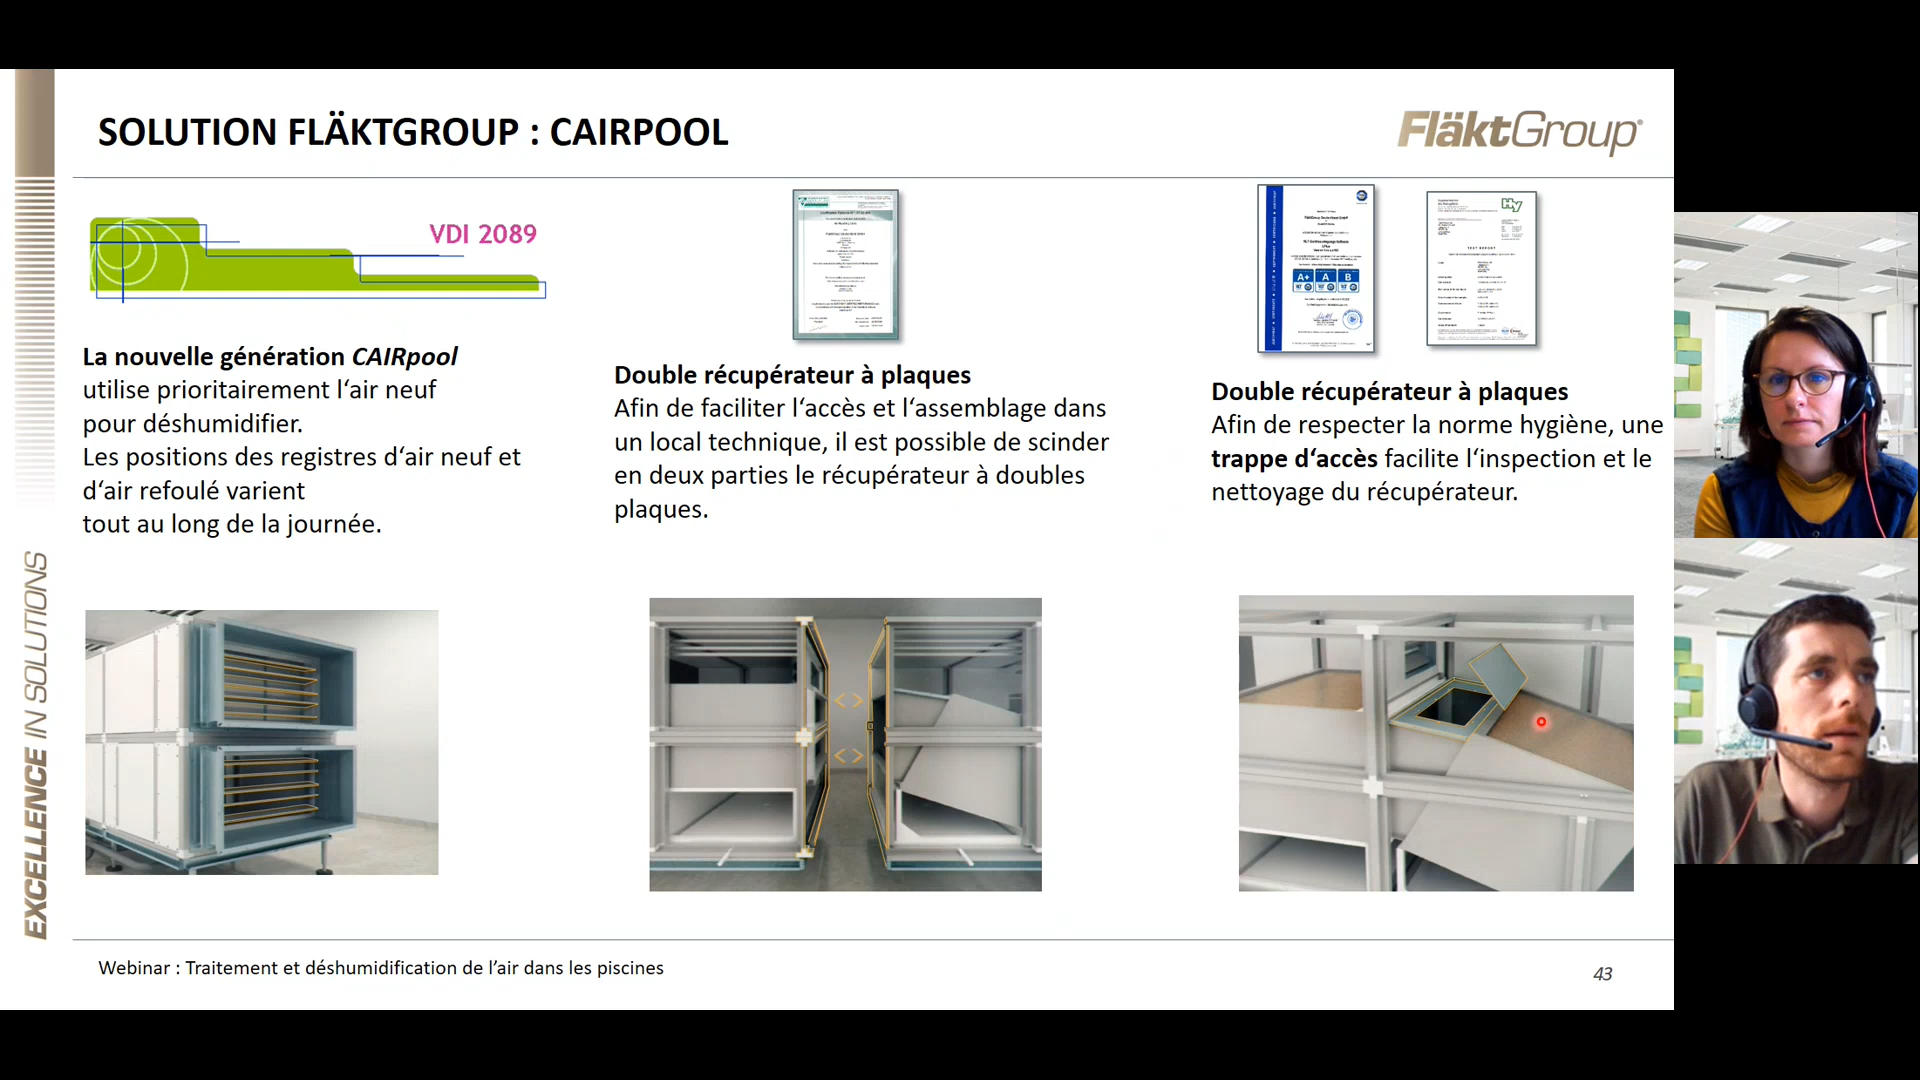 SOLUTION FLÄKTGROUP : CAIRPOOL
FläktGroup®
VDI 2089
La nouvelle génération CAIRpool
utilise prioritairement l‘air neuf
pour déshumidifier.
Les positions des registres d‘air neuf et
d‘air refoulé varient
tout au long de la journée.
Double récupérateur à plaques
Afin de faciliter l‘accès et l‘assemblage dans
un local technique, il est possible de scinder
en deux parties le récupérateur à doubles
plaques.
A+ A B
Hy
TEST REPORT
Double récupérateur à plaques
Afin de respecter la norme hygiène, une
trappe d‘accès facilite l‘inspection et le
nettoyage du récupérateur.
EXCELLENCE IN SOLUTIONS
Webinar : Traitement et déshumidification de l’air dans les piscines
43